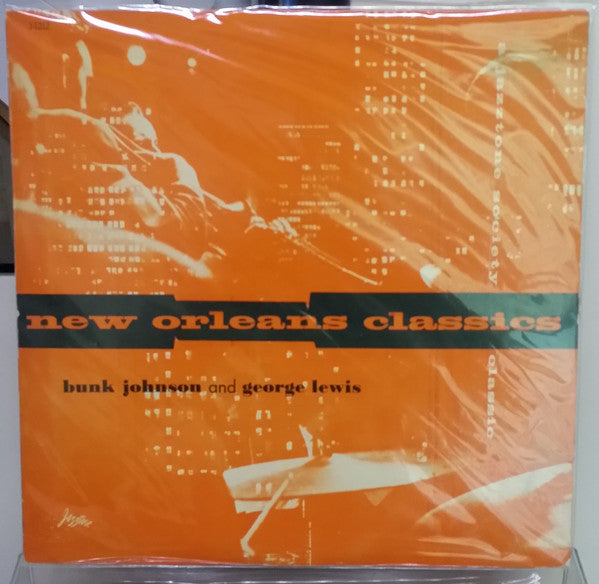 new orleans classics
bunk johnson and george lewis
a jazztone society classic